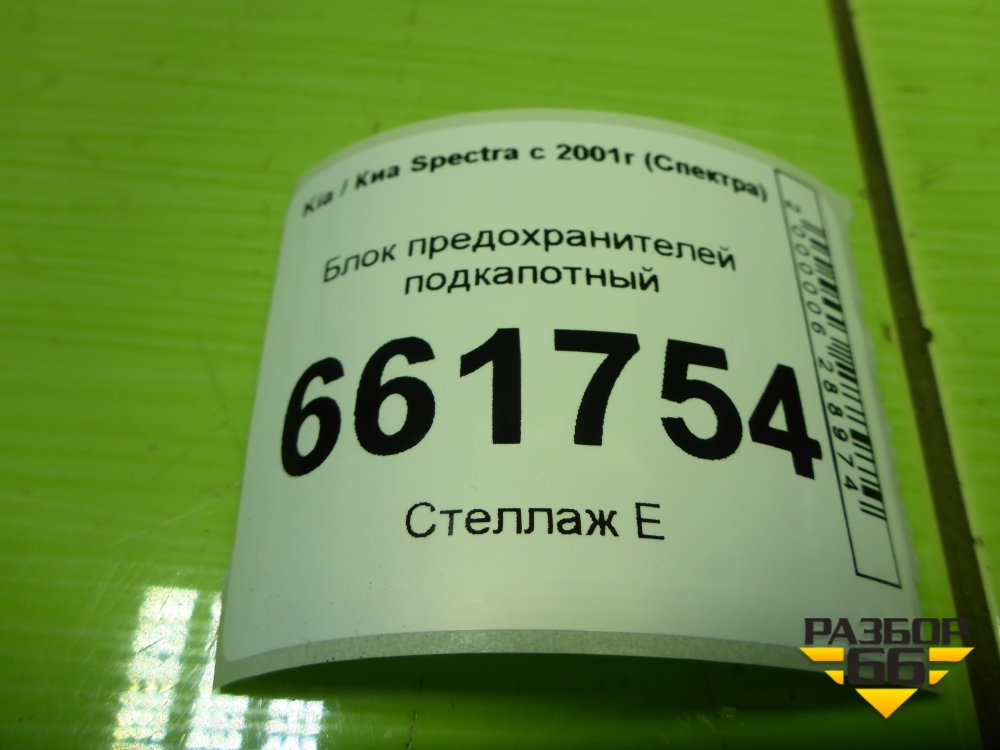 Kia / Киа Spectra с 2001г (Спектра)
Блок предохранителей
подкапотный
661754
Стеллаж Е
2000006288974
РАЗБОР
66